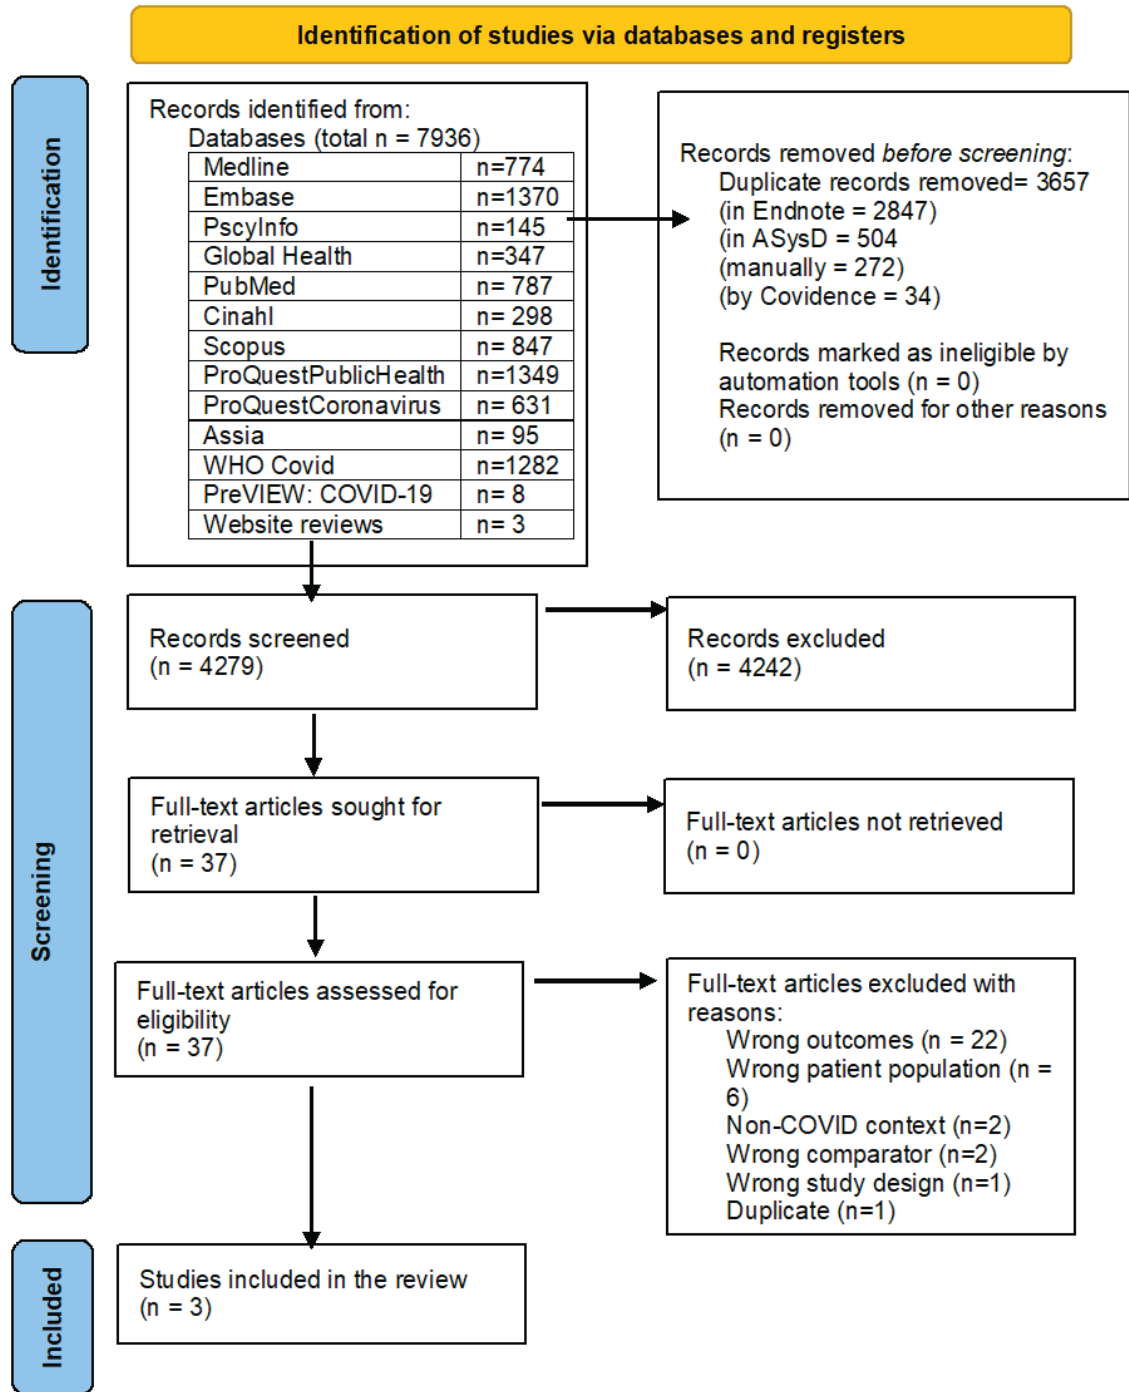 Identification of studies via databases and registers
Identification
Records identified from:
Databases (total n = 7936)
Medline n=774
Embase n=1370
PscyInfo n=145
Global Health n=347
PubMed n= 787
Cinahl n= 298
Scopus n= 847
ProQuestPublicHealth n=1349
ProQuestCoronavirus n= 631
Assia n= 95
WHO Covid n=1282
PreVIEW: COVID-19 n= 8
Website reviews n= 3
Records removed before screening:
Duplicate records removed= 3657
(in Endnote = 2847)
(in ASysD = 504
(manually = 272)
(by Covidence = 34)
Records marked as ineligible by
automation tools (n = 0)
Records removed for other reasons
(n = 0)
Screening
Records screened
(n = 4279)
Records excluded
(n = 4242)
Full-text articles sought for
retrieval
(n = 37)
Full-text articles not retrieved
(n = 0)
Full-text articles assessed for
eligibility
(n = 37)
Full-text articles excluded with
reasons:
Wrong outcomes (n = 22)
Wrong patient population (n =
6)
Non-COVID context (n=2)
Wrong comparator (n=2)
Wrong study design (n=1)
Duplicate (n=1)
Included
Studies included in the review
(n = 3)